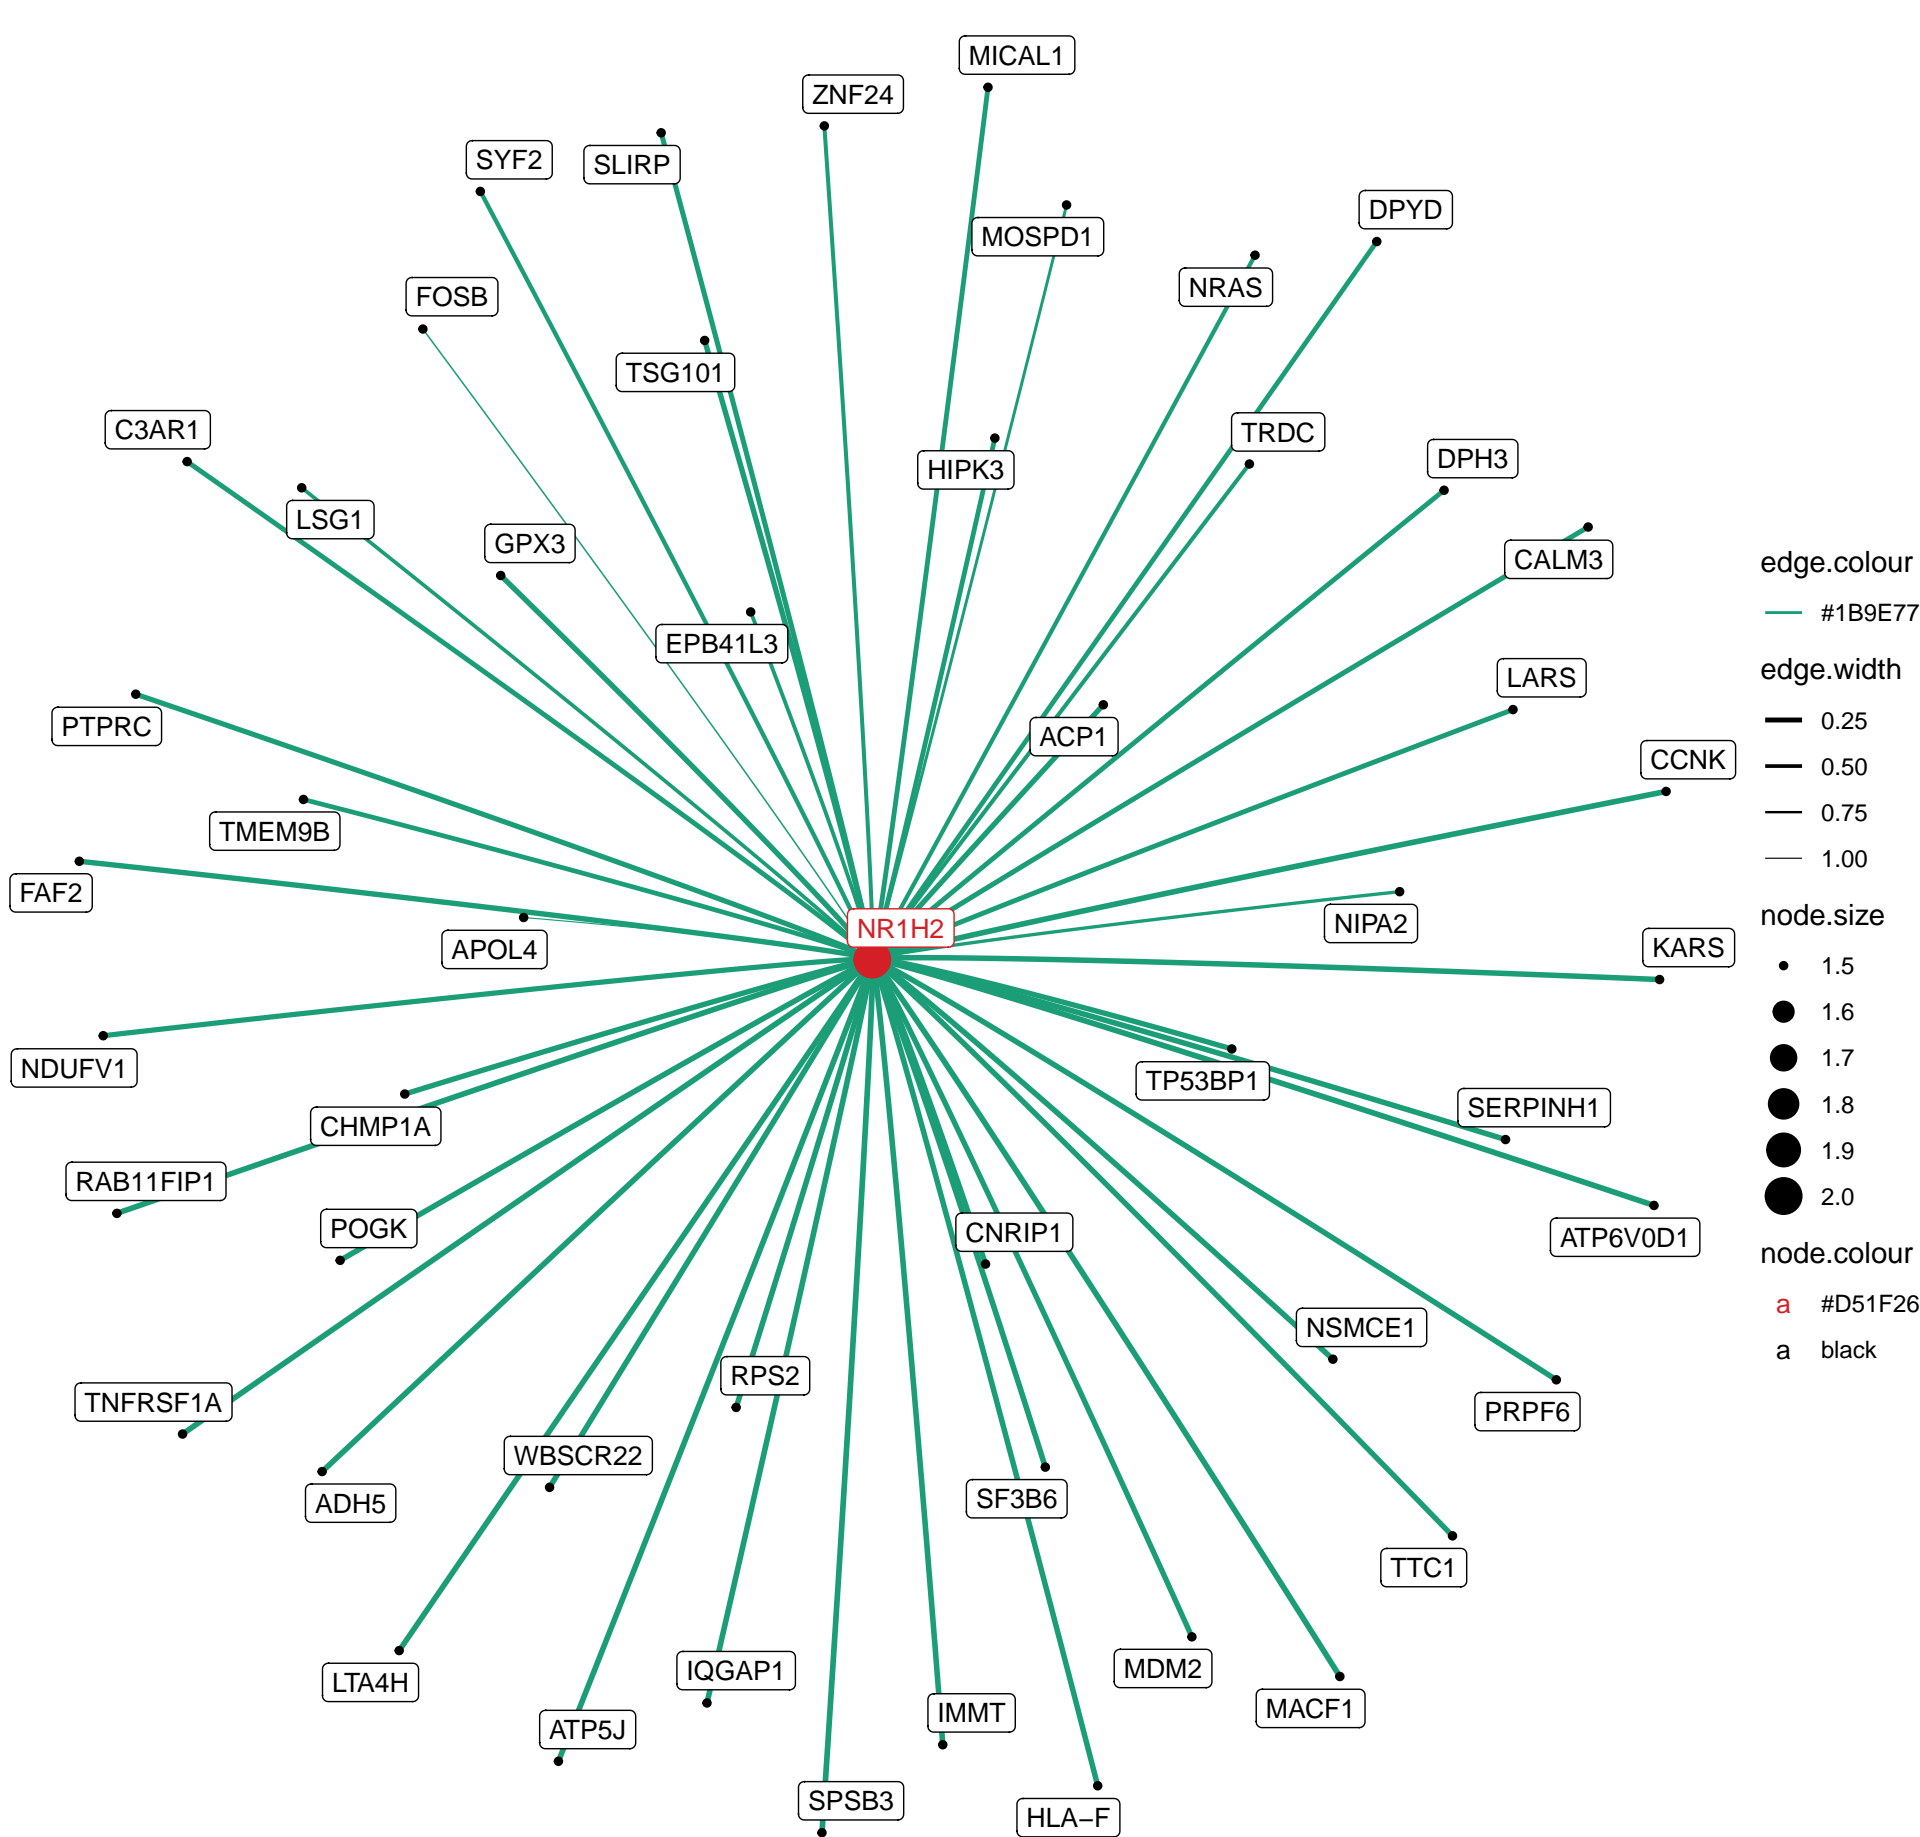 MICAL1
ZNF24
SYF2
SLIRP
DPYD
MOSPD1
NRAS
FOSB
TSG101
C3AR1
TRDC
HIPK3
DPH3
LSG1
GPX3
CALM3
EPB41L3
LARS
PTPRC
ACP1
CCNK
TMEM9B
FAF2
NR1H2
NIPA2
APOL4
KARS
NDUFV1
TP53BP1
SERPINH1
CHMP1A
RAB11FIP1
POGK
CNRIP1
ATP6V0D1
NSMCE1
RPS2
TNFRSF1A
PRPF6
WBSCR22
ADH5
SF3B6
TTC1
LTA4H
IQGAP1
MDM2
MACF1
IMMT
ATP5J
SPSB3
HLA−F
edge.colour
#1B9E77
edge.width
0.25
0.50
0.75
1.00
node.size
1.5
1.6
1.7
1.8
1.9
2.0
node.colour
a #D51F26
a black